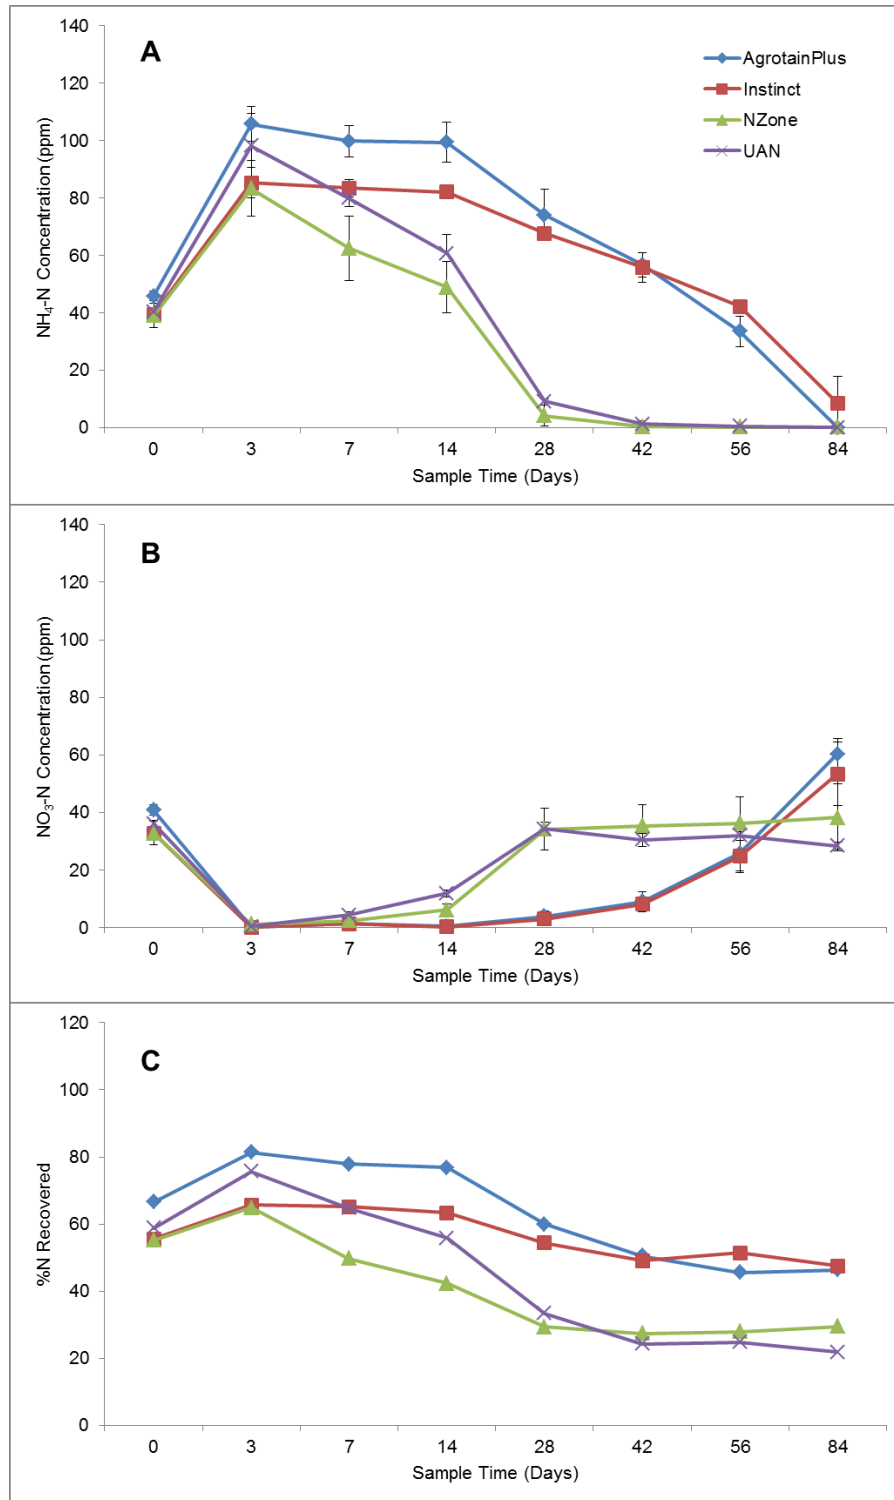 A
AgrotainPlus
Instinct
NZone
UAN
NH₄-N Concentration (ppm)
140
120
100
80
60
40
20
0
0 3 7 14 28 42 56 84
Sample Time (Days)
B
NO₃-N Concentration (ppm)
140
120
100
80
60
40
20
0
0 3 7 14 28 42 56 84
Sample Time (Days)
C
%N Recovered
120
100
80
60
40
20
0
0 3 7 14 28 42 56 84
Sample Time (Days)